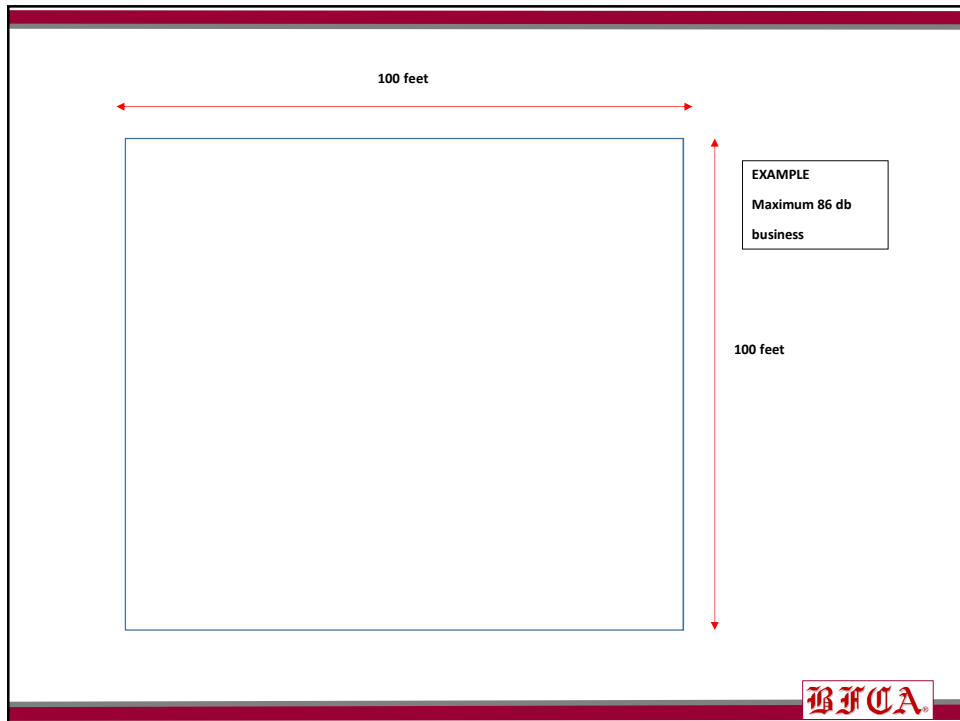 100 feet
EXAMPLE
Maximum 86 db
business
100 feet
BFCA®